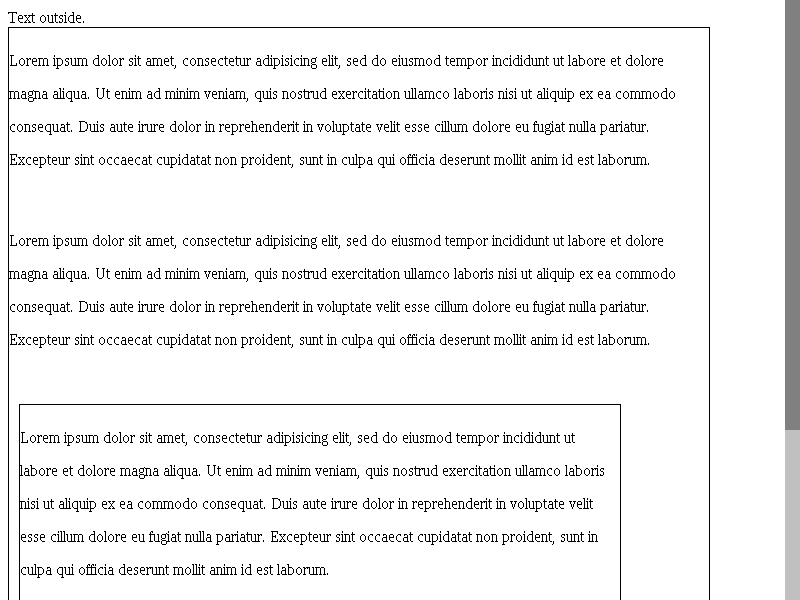 Text outside.
Lorem ipsum dolor sit amet, consectetur adipisicing elit, sed do eiusmod tempor incididunt ut labore et dolore
magna aliqua. Ut enim ad minim veniam, quis nostrud exercitation ullamco laboris nisi ut aliquip ex ea commodo
consequat. Duis aute irure dolor in reprehenderit in voluptate velit esse cillum dolore eu fugiat nulla pariatur.
Excepteur sint occaecat cupidatat non proident, sunt in culpa qui officia deserunt mollit anim id est laborum.
Lorem ipsum dolor sit amet, consectetur adipisicing elit, sed do eiusmod tempor incididunt ut labore et dolore
magna aliqua. Ut enim ad minim veniam, quis nostrud exercitation ullamco laboris nisi ut aliquip ex ea commodo
consequat. Duis aute irure dolor in reprehenderit in voluptate velit esse cillum dolore eu fugiat nulla pariatur.
Excepteur sint occaecat cupidatat non proident, sunt in culpa qui officia deserunt mollit anim id est laborum.
Lorem ipsum dolor sit amet, consectetur adipisicing elit, sed do eiusmod tempor incididunt ut
labore et dolore magna aliqua. Ut enim ad minim veniam, quis nostrud exercitation ullamco laboris
nisi ut aliquip ex ea commodo consequat. Duis aute irure dolor in reprehenderit in voluptate velit
esse cillum dolore eu fugiat nulla pariatur. Excepteur sint occaecat cupidatat non proident, sunt in
culpa qui officia deserunt mollit anim id est laborum.